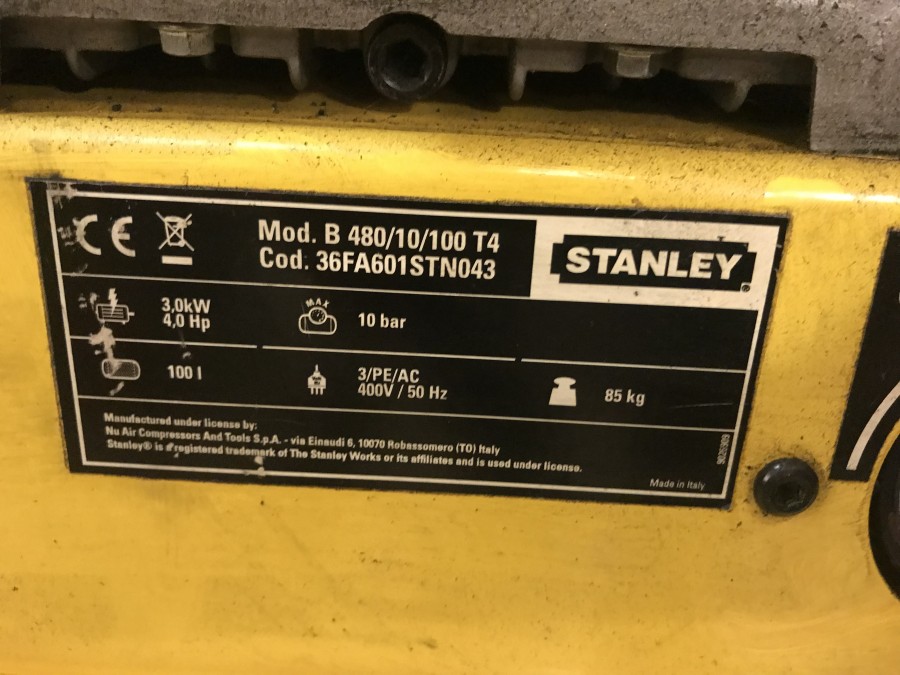 CE
Mod. B 480/10/100 T4
Cod. 36FA601STN043
STANLEY®
3,0kW
4,0 Hp
MAX
10 bar
100 l
3/PE/AC
400V / 50 Hz
85 kg
Manufactured under license by:
Nu Air Compressors And Tools S.p.A. - via Einaudi 6, 10070 Robassomero (TO) Italy
Stanley® is a registered trademark of The Stanley Works or its affiliates and is used under license.
Made in Italy